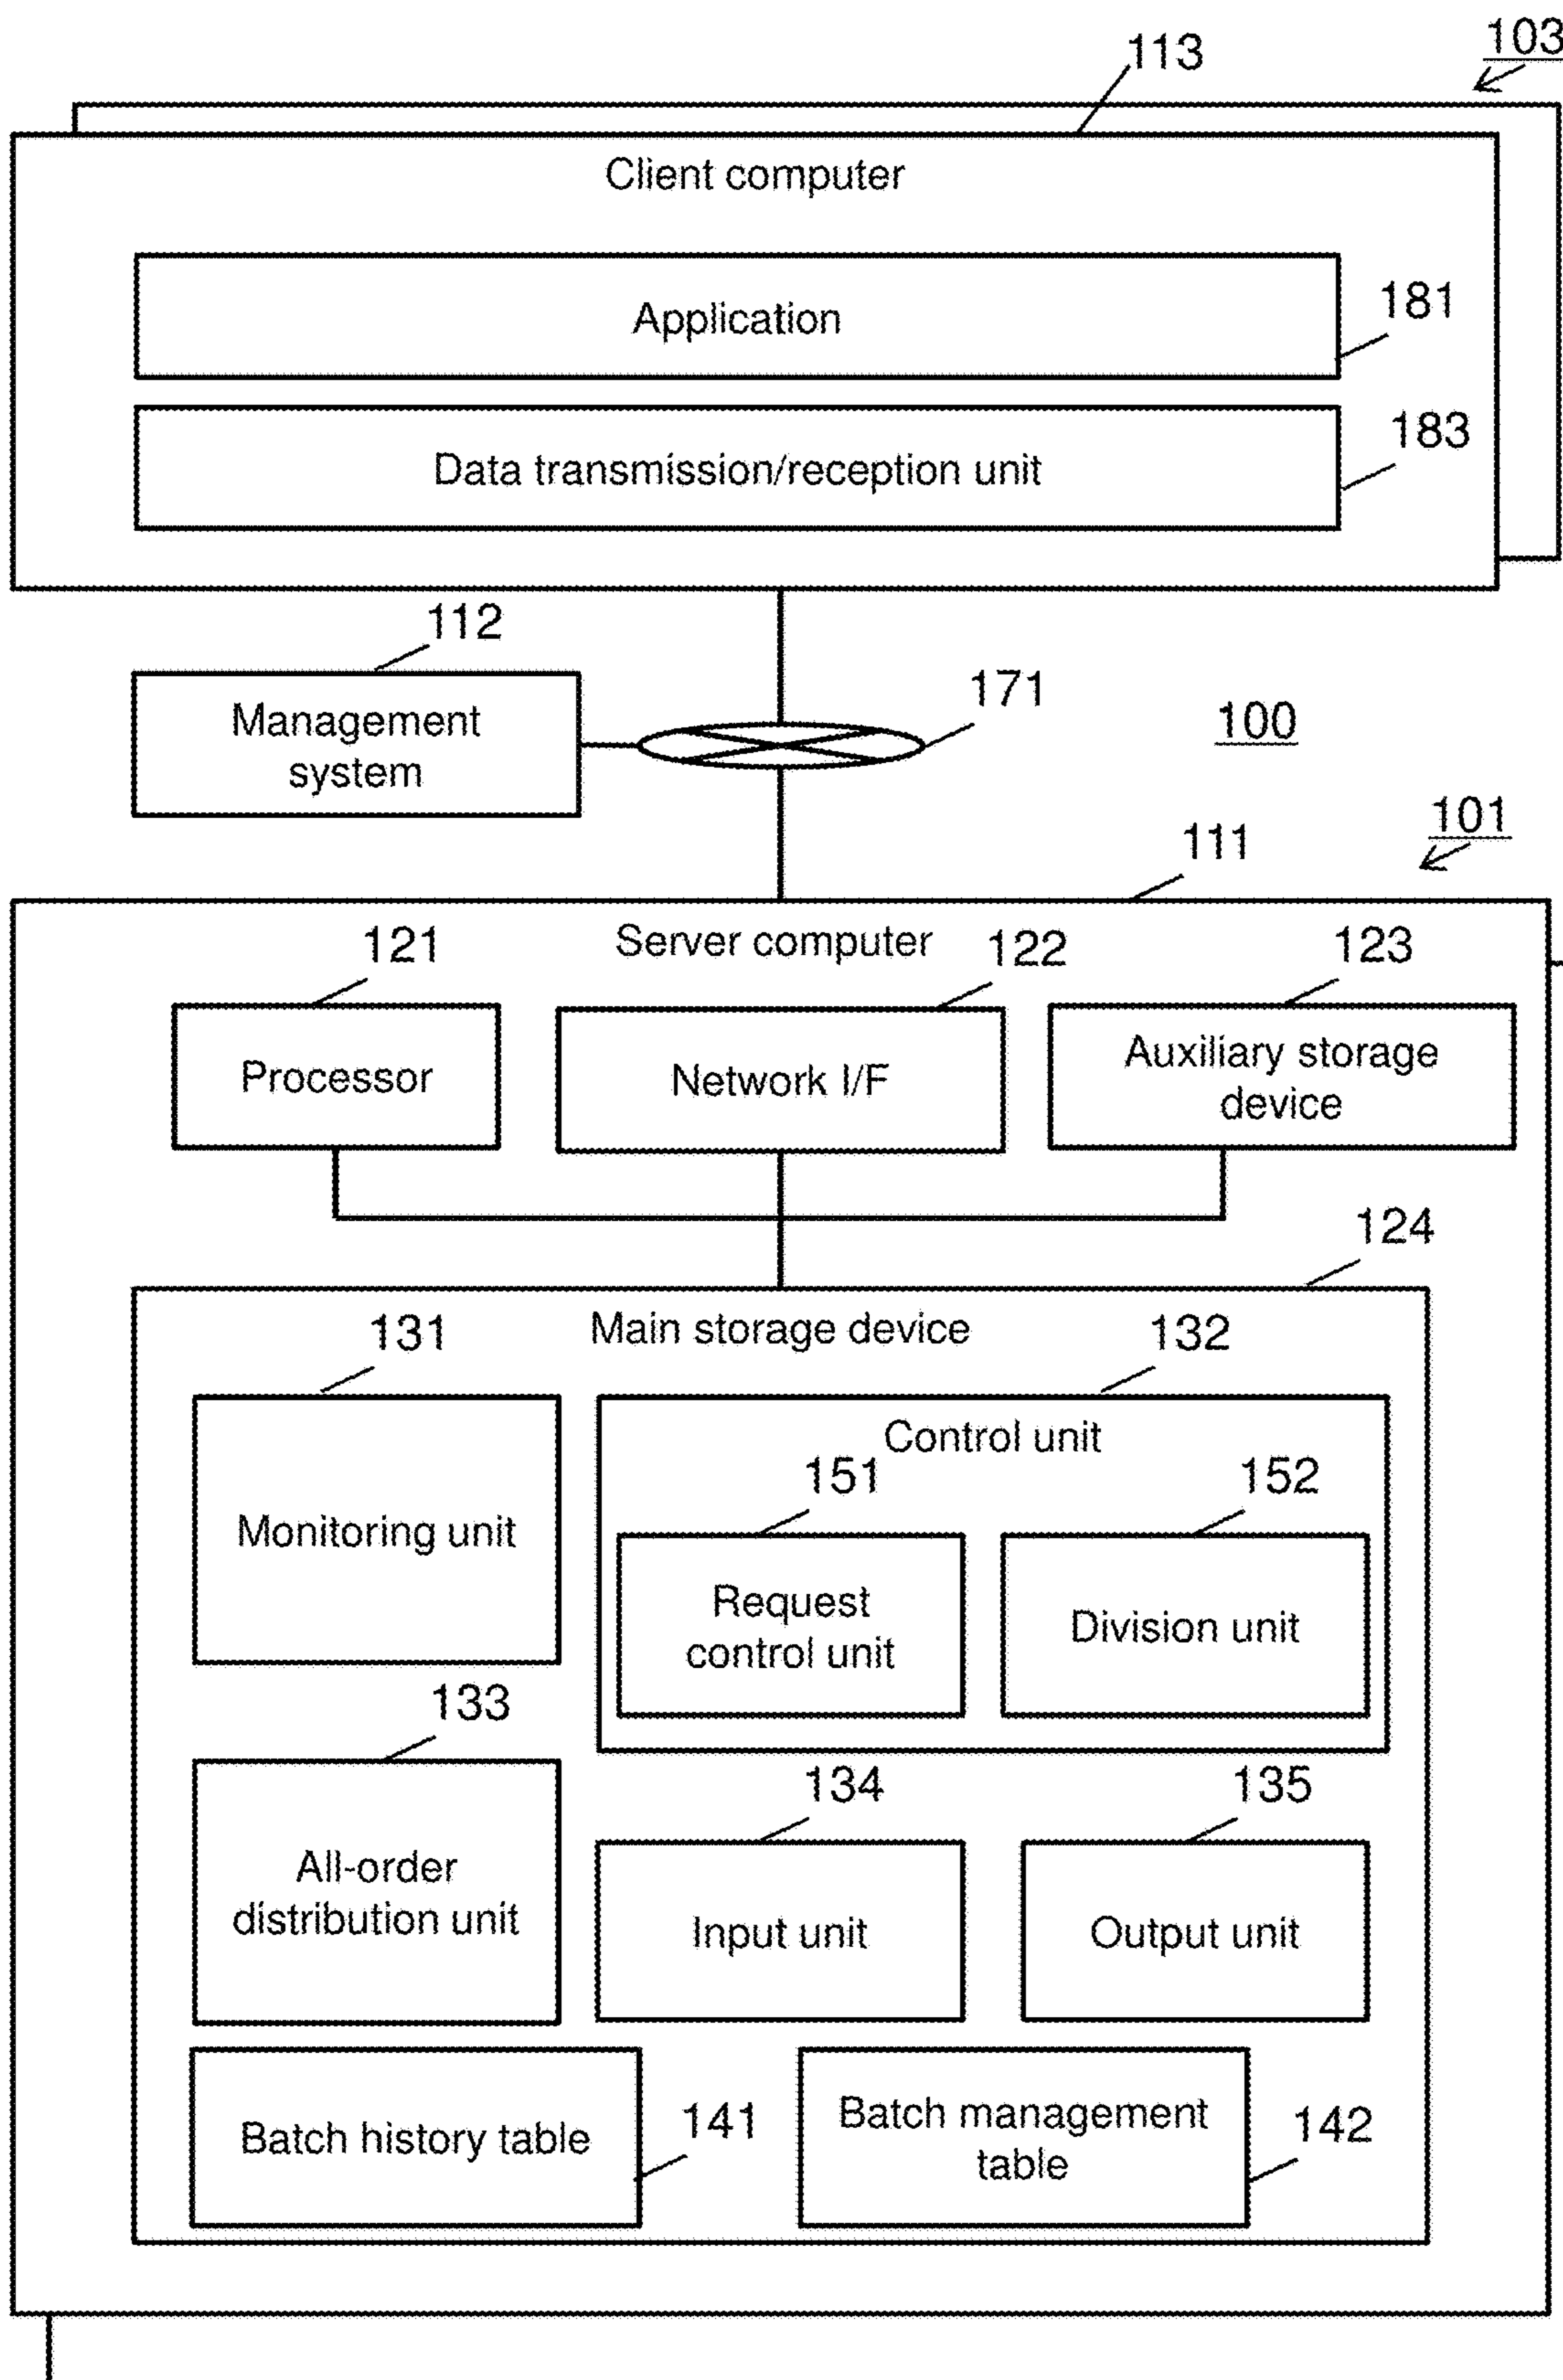 103
113
Client computer
Application
181
Data transmission/reception unit
183
112
Management
system
171
100
101
111
Server computer
121
122
123
Processor
Network I/F
Auxiliary storage
device
124
Main storage device
131
132
Monitoring unit
Control unit
151
152
Request
control unit
Division unit
133
134
135
All-order
distribution unit
Input unit
Output unit
Batch history table
141
Batch management
table
142